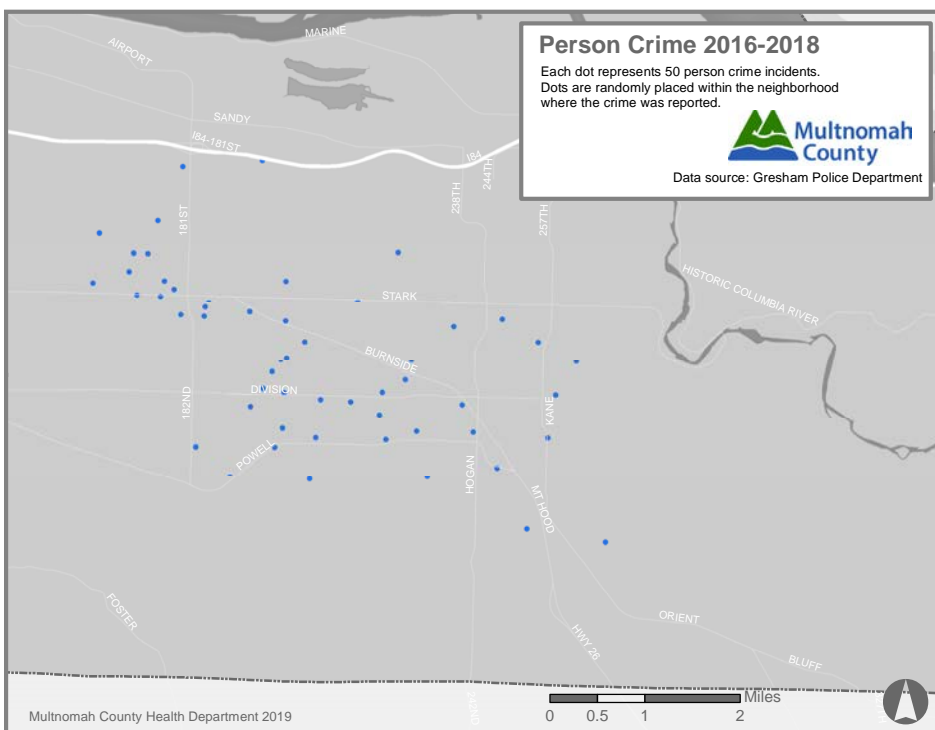 Person Crime 2016-2018
Each dot represents 50 person crime incidents.
Dots are randomly placed within the neighborhood
where the crime was reported.
Multnomah
County
Data source: Gresham Police Department
MARINE
AIRPORT
SANDY
I84-181ST
I84
244TH
238TH
181ST
257TH
HISTORIC COLUMBIA RIVER
STARK
BURNSIDE
DIVISION
182ND
KANE
POWELL
HOGAN
MT HOOD
FOSTER
ORIENT
HWY 26
BLUFF
Miles
0 0.5 1 2
Multnomah County Health Department 2019